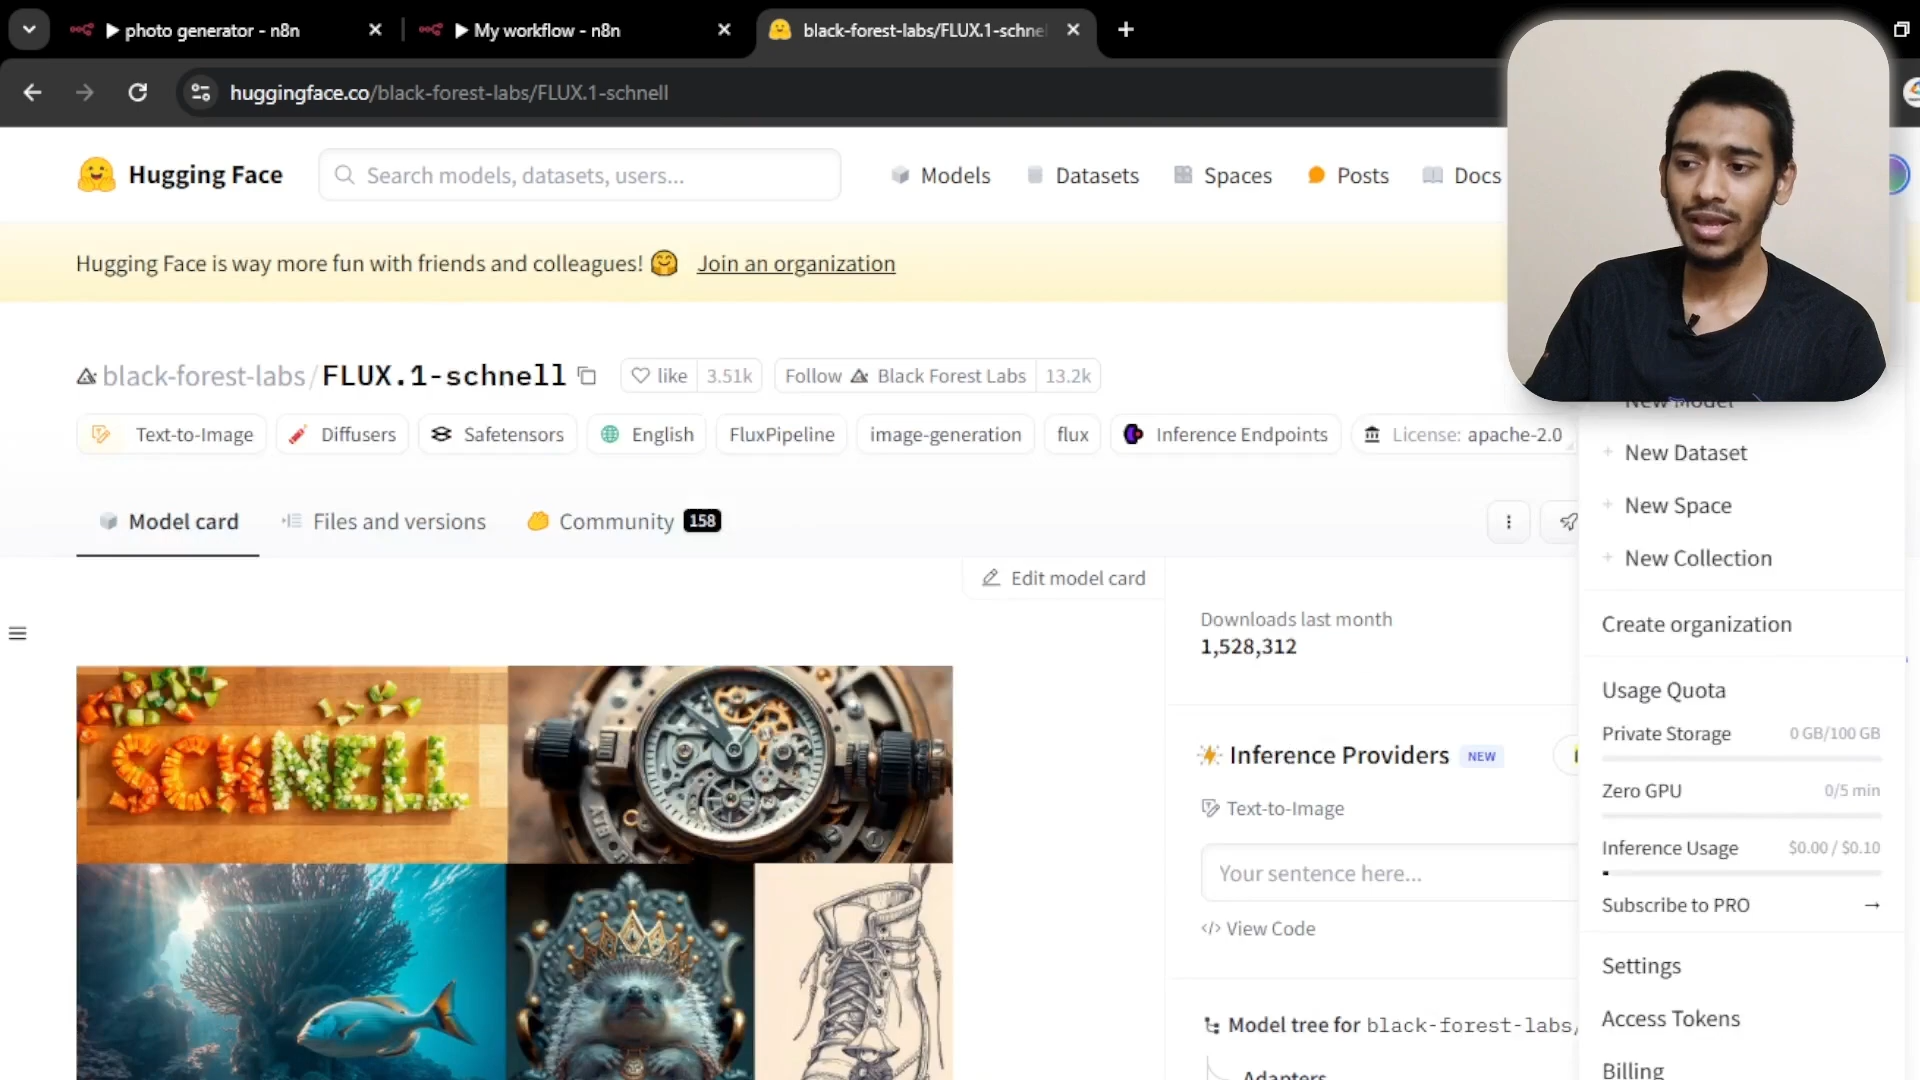 photo generator - n8n
My workflow - n8n
black-forest-labs/FLUX.1-schne
huggingface.co/black-forest-labs/FLUX.1-schnell
Hugging Face
Search models, datasets, users...
Models
Datasets
Spaces
Posts
Docs
Hugging Face is way more fun with friends and colleagues! 🤗 Join an organization
black-forest-labs/FLUX.1-schnell
like 3.51k
Follow Black Forest Labs 13.2k
Text-to-Image
Diffusers
Safetensors
English
FluxPipeline
image-generation
flux
Inference Endpoints
License: apache-2.0
Model card
Files and versions
Community 158
Edit model card
Downloads last month
1,528,312
SCHNELL
Inference Providers NEW
Text-to-Image
Your sentence here...
</> View Code
Model tree for black-forest-labs/
Adapters
New Model
New Dataset
New Space
New Collection
Create organization
Usage Quota
Private Storage 0 GB/100 GB
Zero GPU 0/5 min
Inference Usage $0.00 / $0.10
Subscribe to PRO →
Settings
Access Tokens
Billing